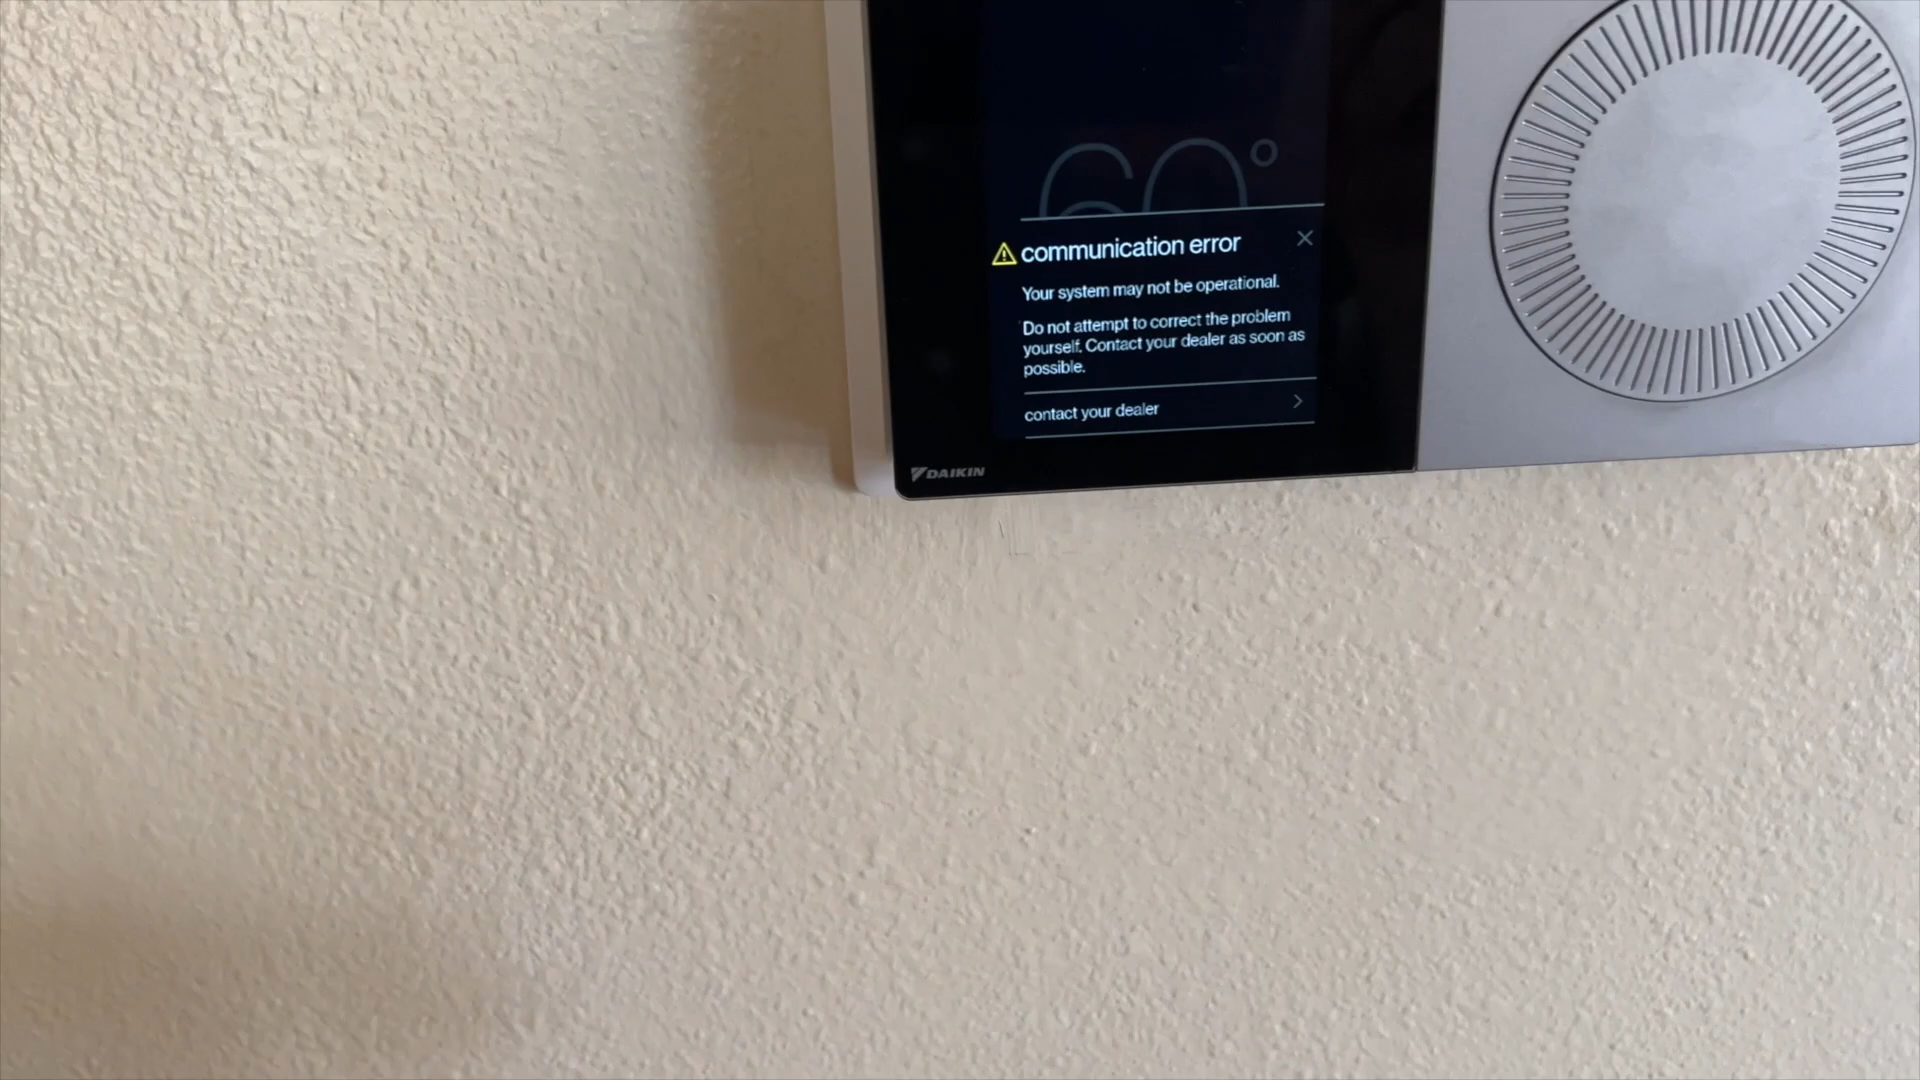 60°
communication error
Your system may not be operational.
Do not attempt to correct the problem
yourself. Contact your dealer as soon as
possible.
contact your dealer
DAIKIN